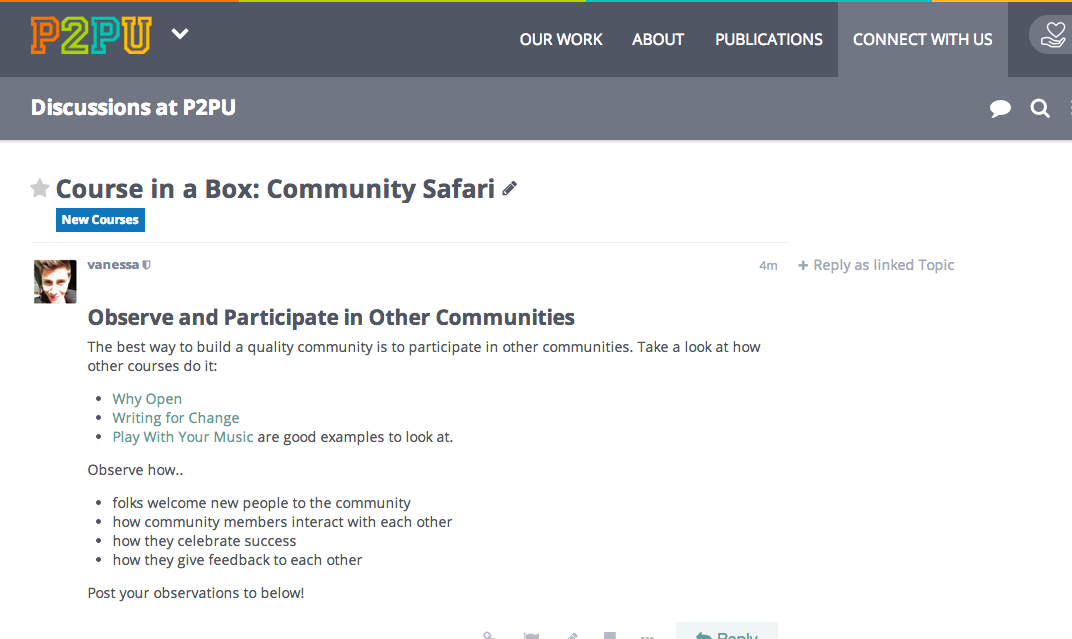 P2PU
OUR WORK ABOUT PUBLICATIONS CONNECT WITH US
Discussions at P2PU
Course in a Box: Community Safari
New Courses
vanessa 4m + Reply as linked Topic
Observe and Participate in Other Communities
The best way to build a quality community is to participate in other communities. Take a look at how
other courses do it:
• Why Open
• Writing for Change
• Play With Your Music are good examples to look at.
Observe how..
• folks welcome new people to the community
• how community members interact with each other
• how they celebrate success
• how they give feedback to each other
Post your observations to below!
Reply